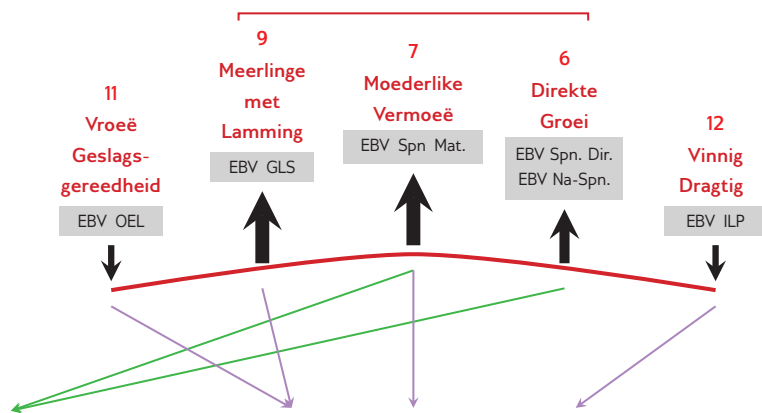 11
Vroeë
Geslags-
gereedheid
EBV OEL
9
Meerlinge
met
Lamming
EBV GLS
7
Moederlike
Vermoeë
EBV Spn Mat.
6
Direkte
Groei
EBV Spn. Dir.
EBV Na-Spn.
12
Vinnig
Dragtig
EBV ILP